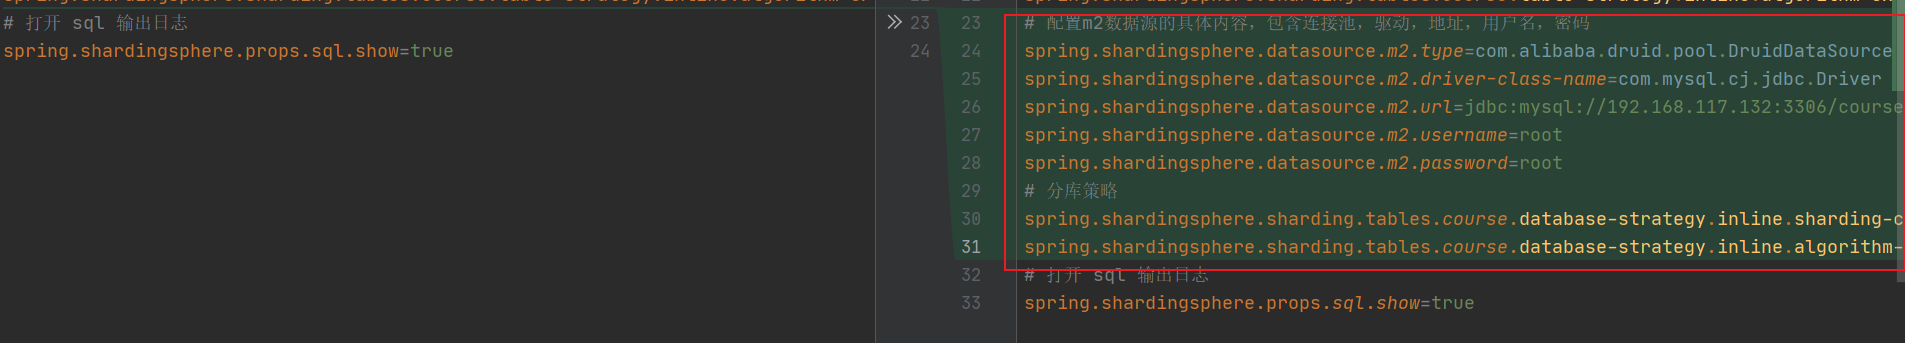 # 打开 sql 输出日志
spring.shardingsphere.props.sql.show=true
23
24
23 # 配置m2数据源的具体内容，包含连接池，驱动，地址，用户名，密码
24 spring.shardingsphere.datasource.m2.type=com.alibaba.druid.pool.DruidDataSource
25 spring.shardingsphere.datasource.m2.driver-class-name=com.mysql.cj.jdbc.Driver
26 spring.shardingsphere.datasource.m2.url=jdbc:mysql://192.168.117.132:3306/course
27 spring.shardingsphere.datasource.m2.username=root
28 spring.shardingsphere.datasource.m2.password=root
29 # 分库策略
30 spring.shardingsphere.sharding.tables.course.database-strategy.inline.sharding-c
31 spring.shardingsphere.sharding.tables.course.database-strategy.inline.algorithm-
32 # 打开 sql 输出日志
33 spring.shardingsphere.props.sql.show=true